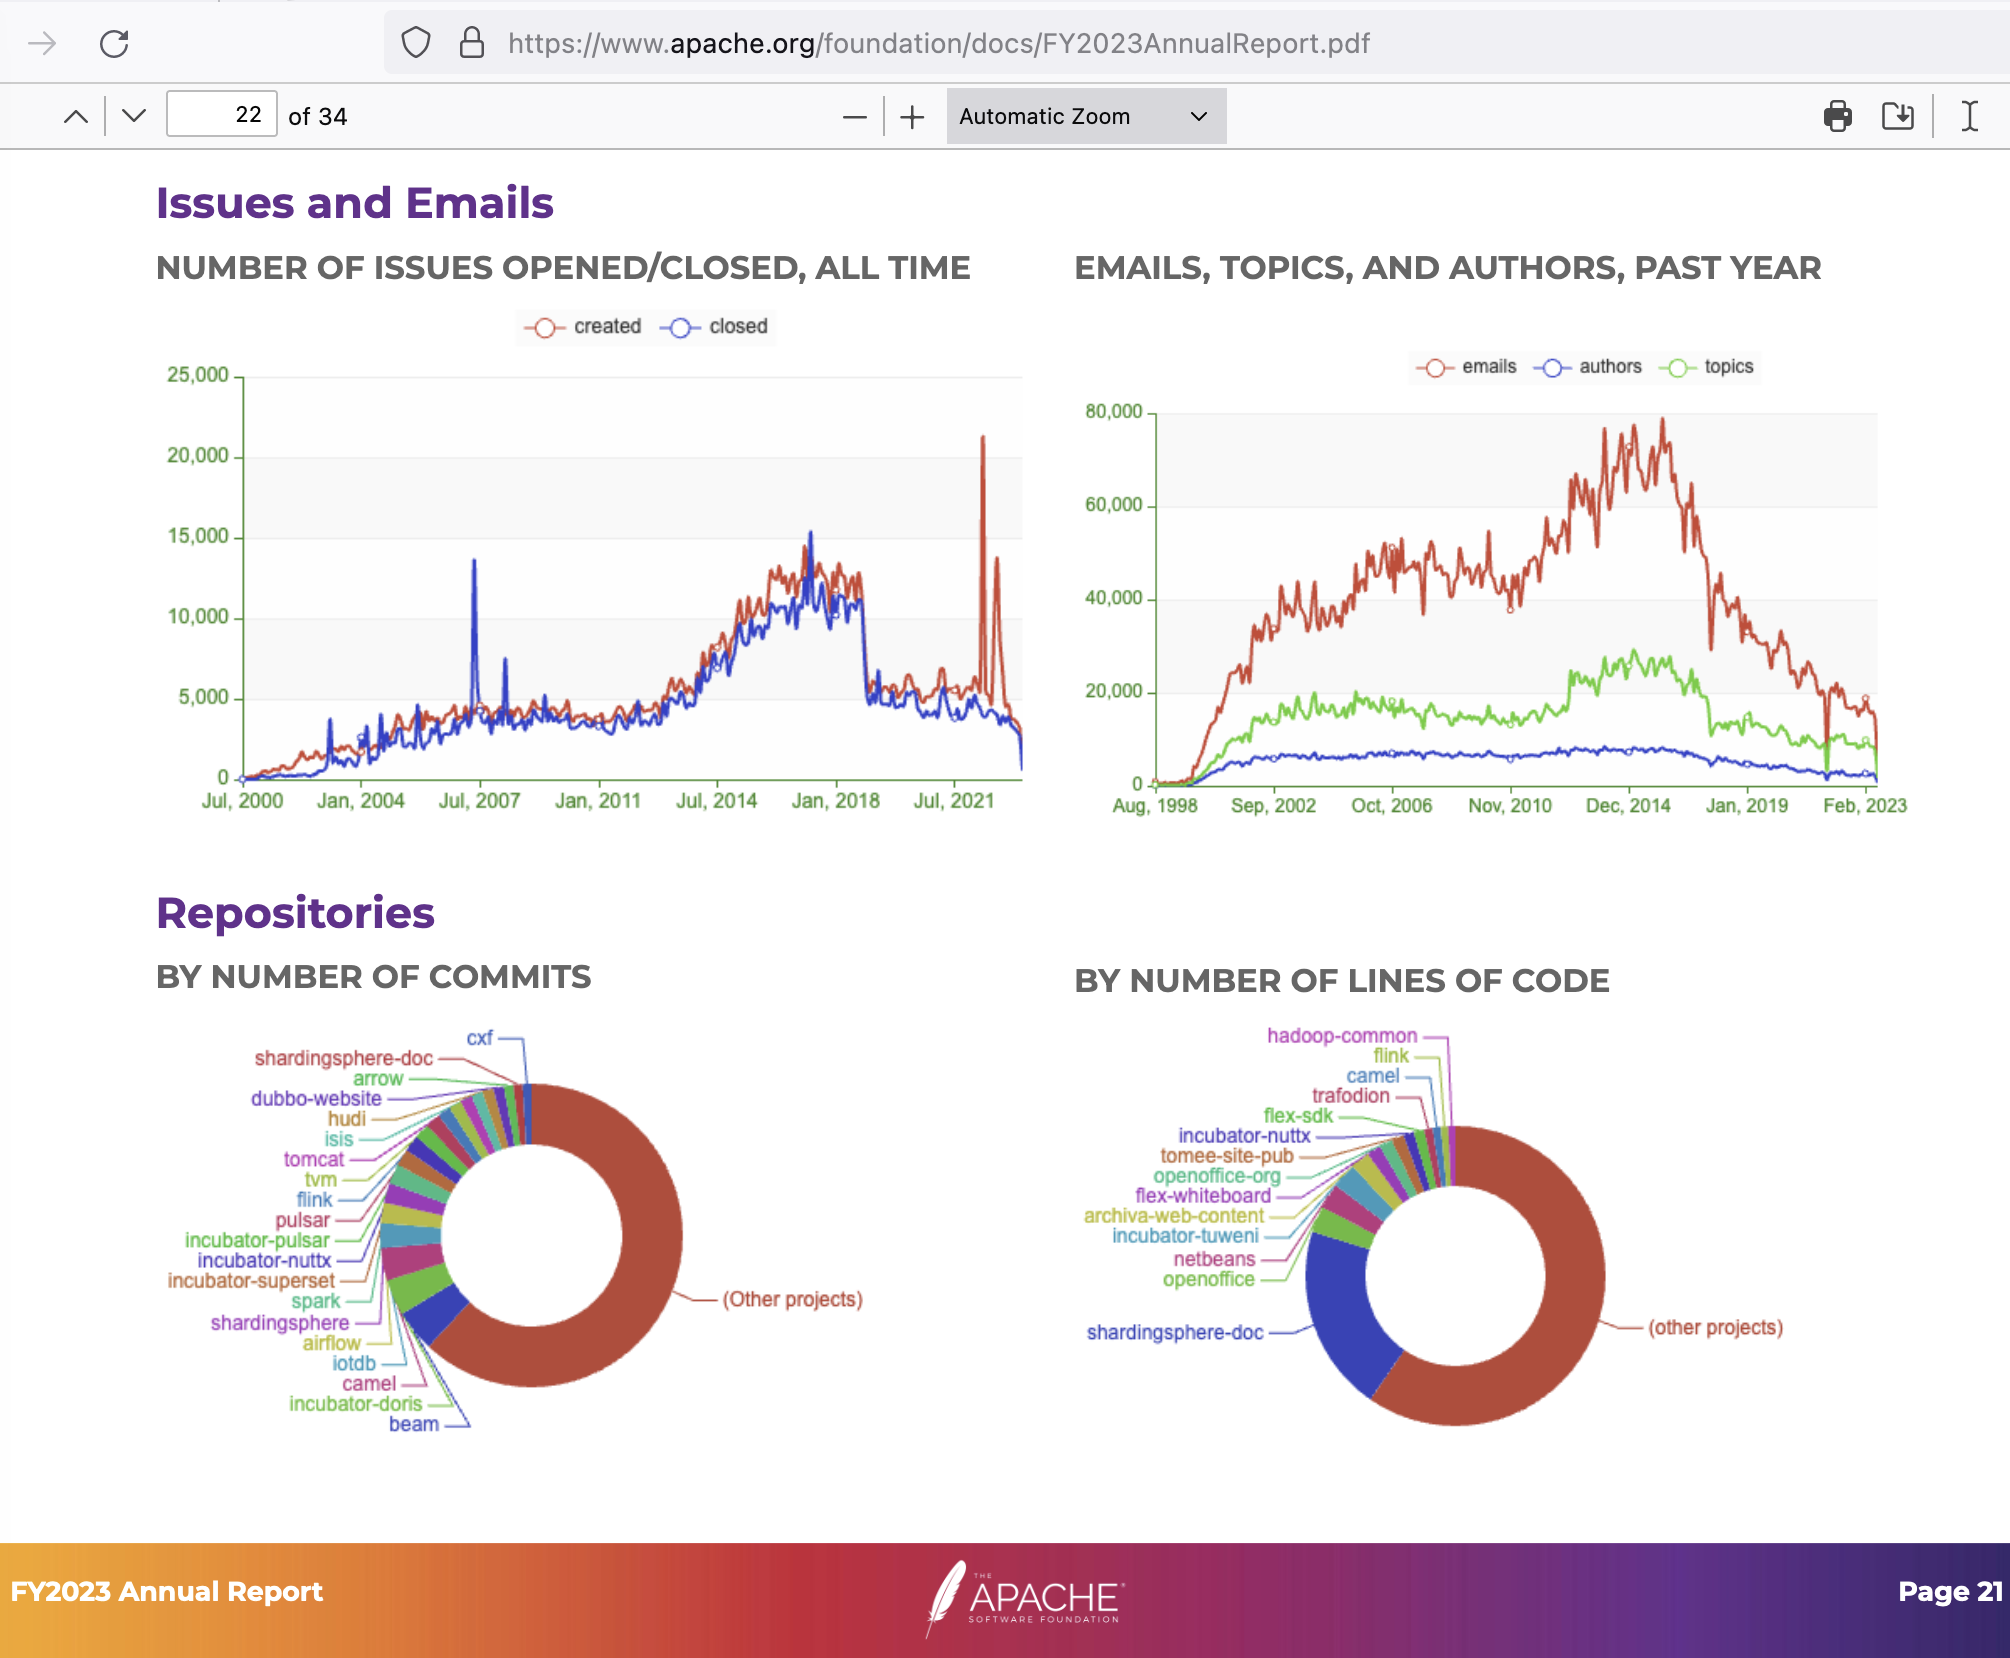 https://www.apache.org/foundation/docs/FY2023AnnualReport.pdf
22 of 34
Automatic Zoom
Issues and Emails
NUMBER OF ISSUES OPENED/CLOSED, ALL TIME
created closed
25,000
20,000
15,000
10,000
5,000
0
Jul, 2000 Jan, 2004 Jul, 2007 Jan, 2011 Jul, 2014 Jan, 2018 Jul, 2021
EMAILS, TOPICS, AND AUTHORS, PAST YEAR
emails authors topics
80,000
60,000
40,000
20,000
0
Aug, 1998 Sep, 2002 Oct, 2006 Nov, 2010 Dec, 2014 Jan, 2019 Feb, 2023
Repositories
BY NUMBER OF COMMITS
cxf
shardingsphere-doc
arrow
dubbo-website
hudi
isis
tomcat
tvm
flink
pulsar
incubator-pulsar
incubator-nuttx
incubator-superset
spark
shardingsphere
airflow
iotdb
camel
incubator-doris
beam
(Other projects)
BY NUMBER OF LINES OF CODE
hadoop-common
flink
camel
trafodion
flex-sdk
incubator-nuttx
tomee-site-pub
openoffice-org
flex-whiteboard
archiva-web-content
incubator-tuweni
netbeans
openoffice
shardingsphere-doc
(other projects)
FY2023 Annual Report
THE
APACHE
SOFTWARE FOUNDATION
Page 21